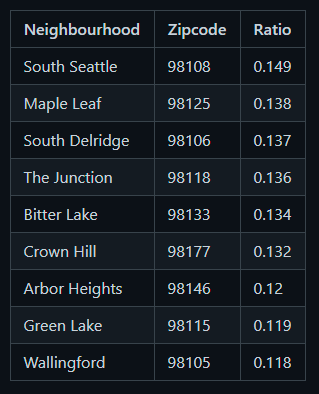 Neighbourhood Zipcode Ratio
South Seattle 98108 0.149
Maple Leaf 98125 0.138
South Delridge 98106 0.137
The Junction 98118 0.136
Bitter Lake 98133 0.134
Crown Hill 98177 0.132
Arbor Heights 98146 0.12
Green Lake 98115 0.119
Wallingford 98105 0.118